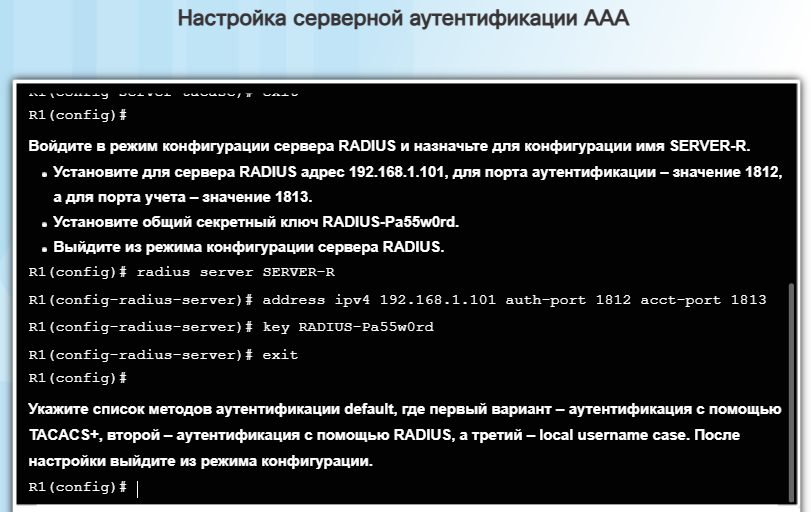 Настройка серверной аутентификации AAA
R1(config-server-tacacs)# exit
R1(config)#
Войдите в режим конфигурации сервера RADIUS и назначьте для конфигурации имя SERVER-R.
• Установите для сервера RADIUS адрес 192.168.1.101, для порта аутентификации – значение 1812,
а для порта учета – значение 1813.
• Установите общий секретный ключ RADIUS-Pa55w0rd.
• Выйдите из режима конфигурации сервера RADIUS.
R1(config)# radius server SERVER-R
R1(config-radius-server)# address ipv4 192.168.1.101 auth-port 1812 acct-port 1813
R1(config-radius-server)# key RADIUS-Pa55w0rd
R1(config-radius-server)# exit
R1(config)#
Укажите список методов аутентификации default, где первый вариант – аутентификация с помощью
TACACS+, второй – аутентификация с помощью RADIUS, а третий – local username case. После
настройки выйдите из режима конфигурации.
R1(config)#